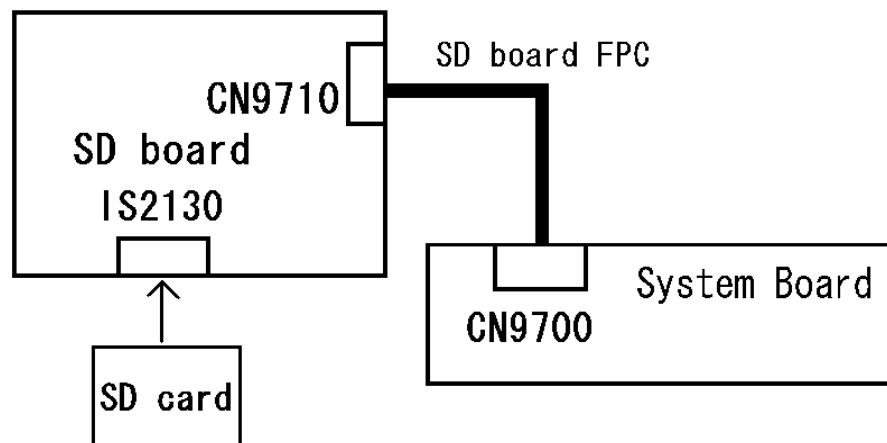 SD board FPC
CN9710
SD board
IS2130
System Board
CN9700
SD card